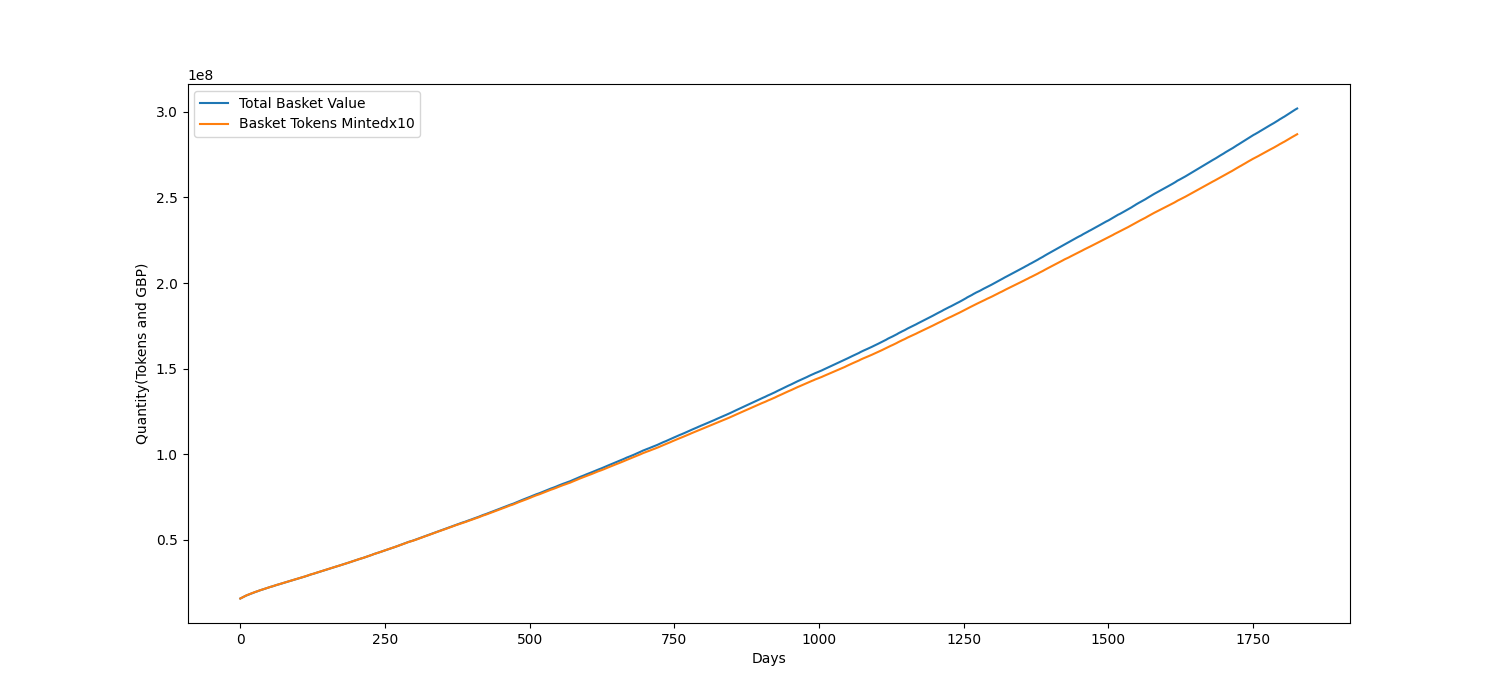 1e8
Total Basket Value
Basket Tokens Mintedx10
3.0
2.5
2.0
1.5
1.0
0.5
Quantity(Tokens and GBP)
0 250 500 750 1000 1250 1500 1750
Days